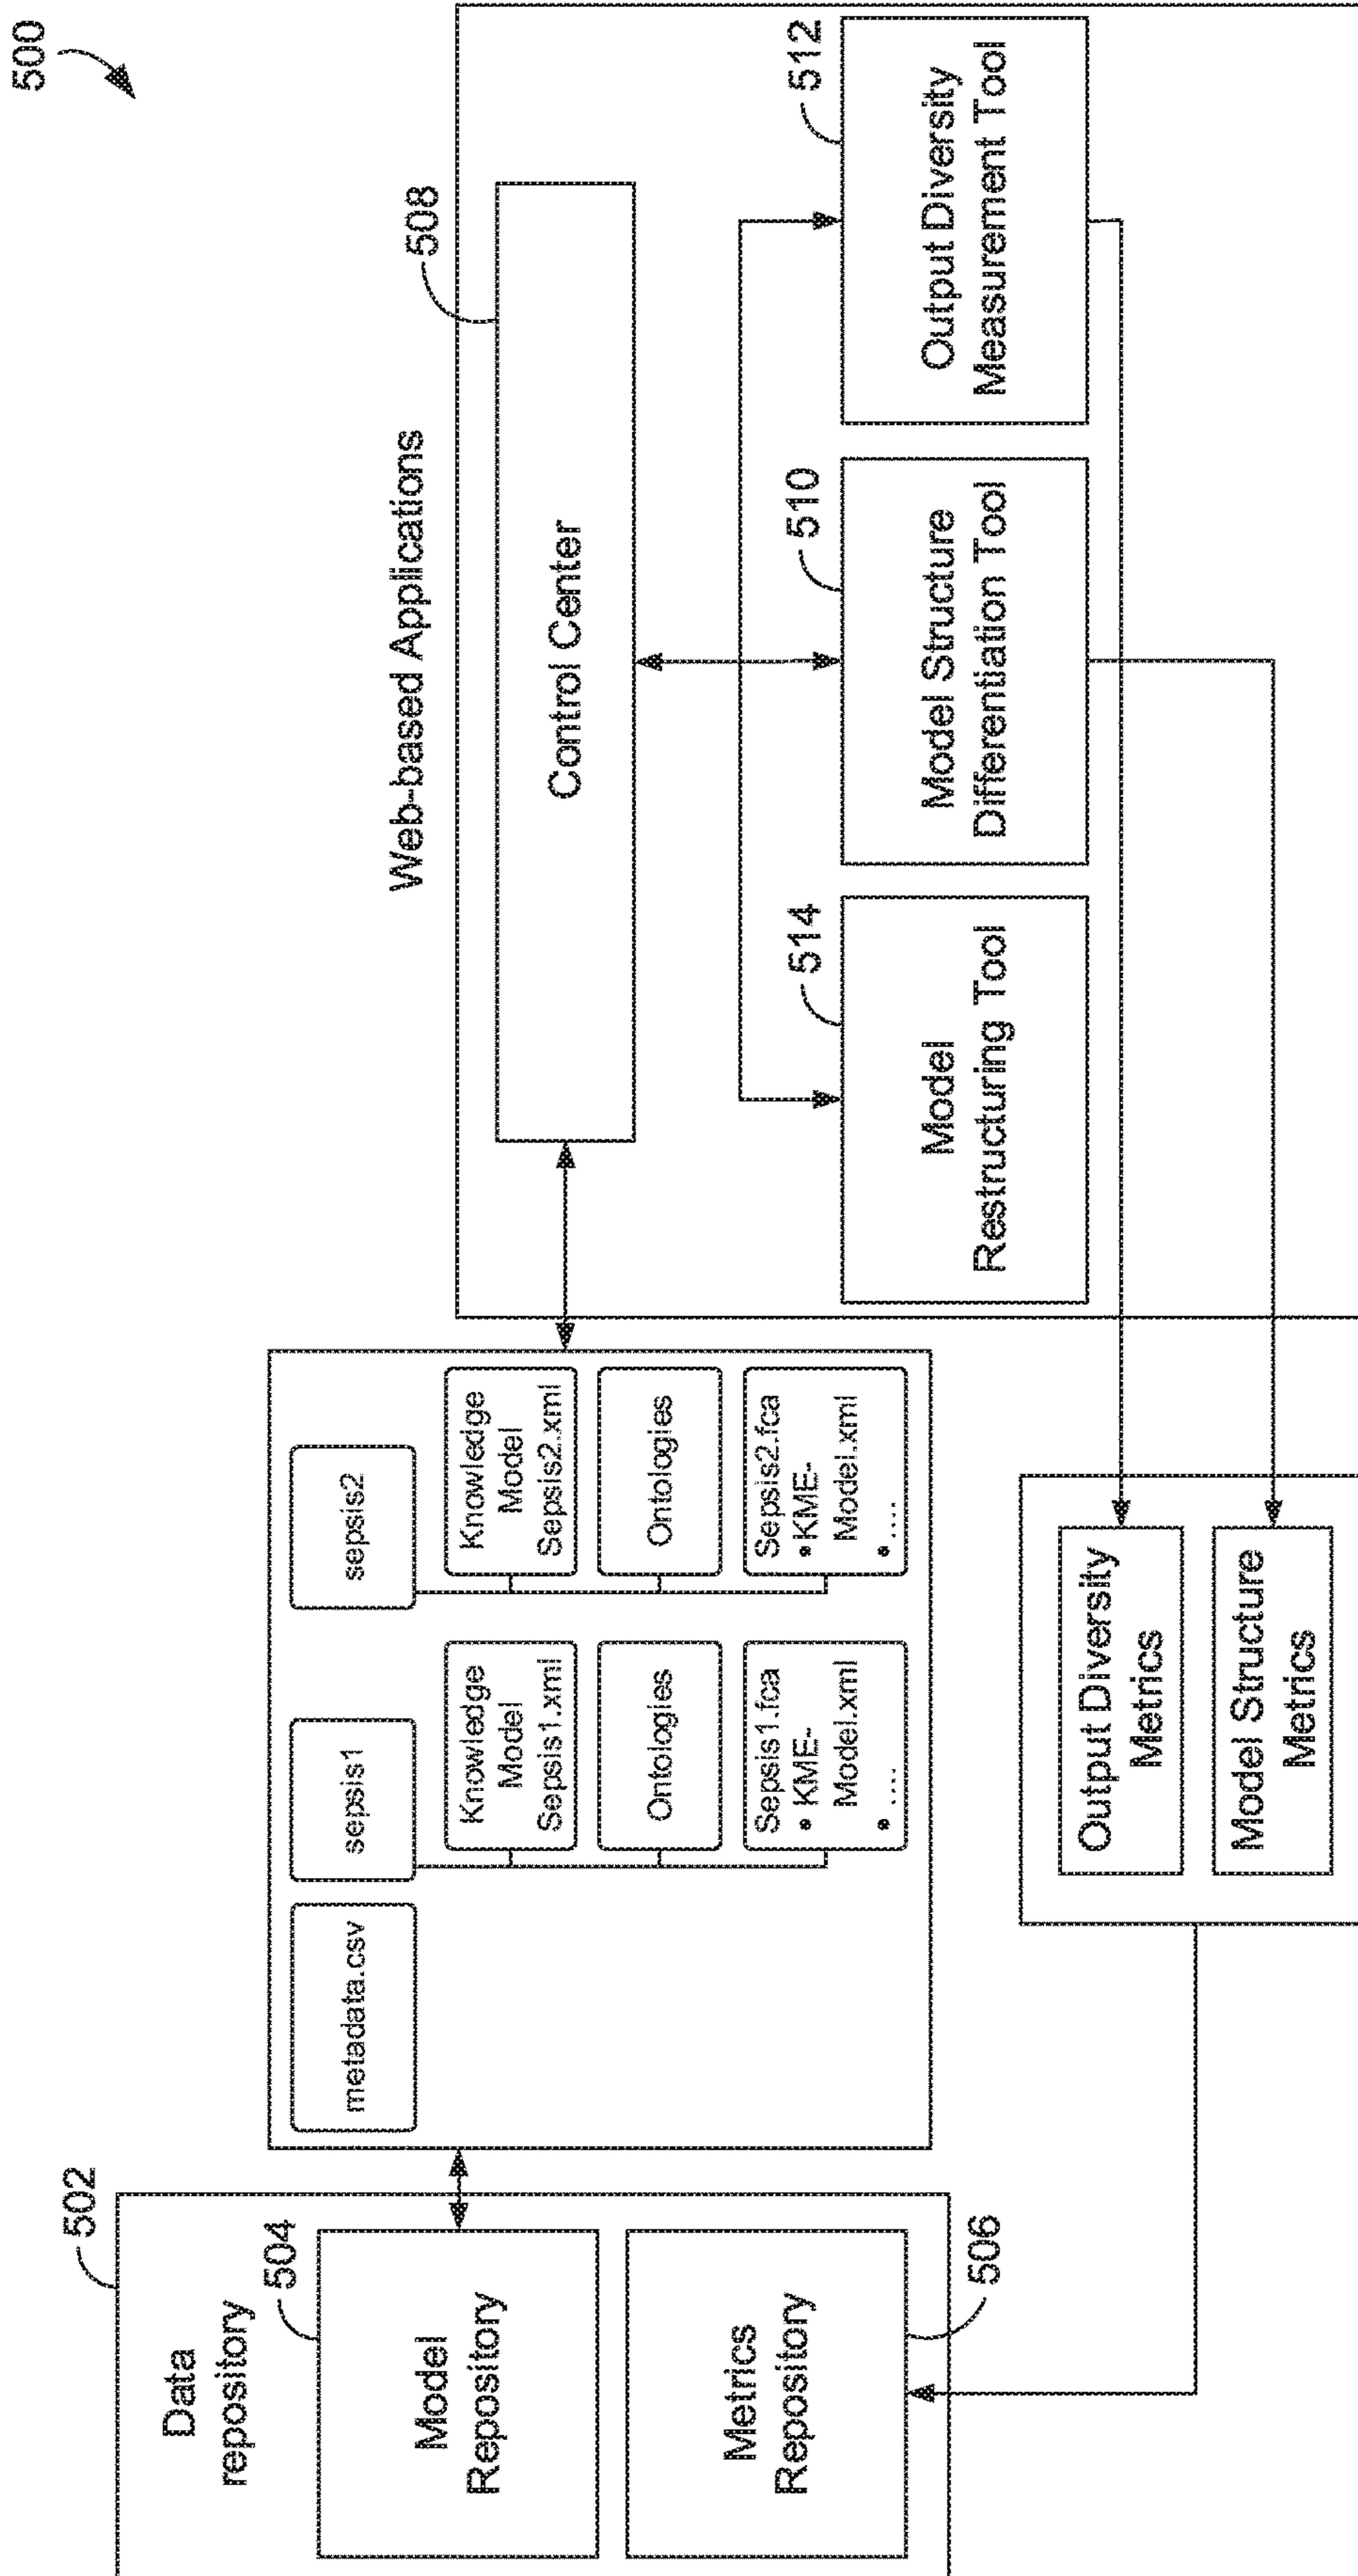 500
502
Data
repository
504
Model
Repository
Metrics
Repository
506
metadata.csv
sepsis1
Knowledge
Model
Sepsis1.xml
Ontologies
Sepsis1.fca
• KME-
Model.xml
• ....
sepsis2
Knowledge
Model
Sepsis2.xml
Ontologies
Sepsis2.fca
• KME-
Model.xml
• ....
Output Diversity
Metrics
Model Structure
Metrics
Web-based Applications
508
Control Center
514
Model
Restructuring Tool
510
Model Structure
Differentiation Tool
512
Output Diversity
Measurement Tool